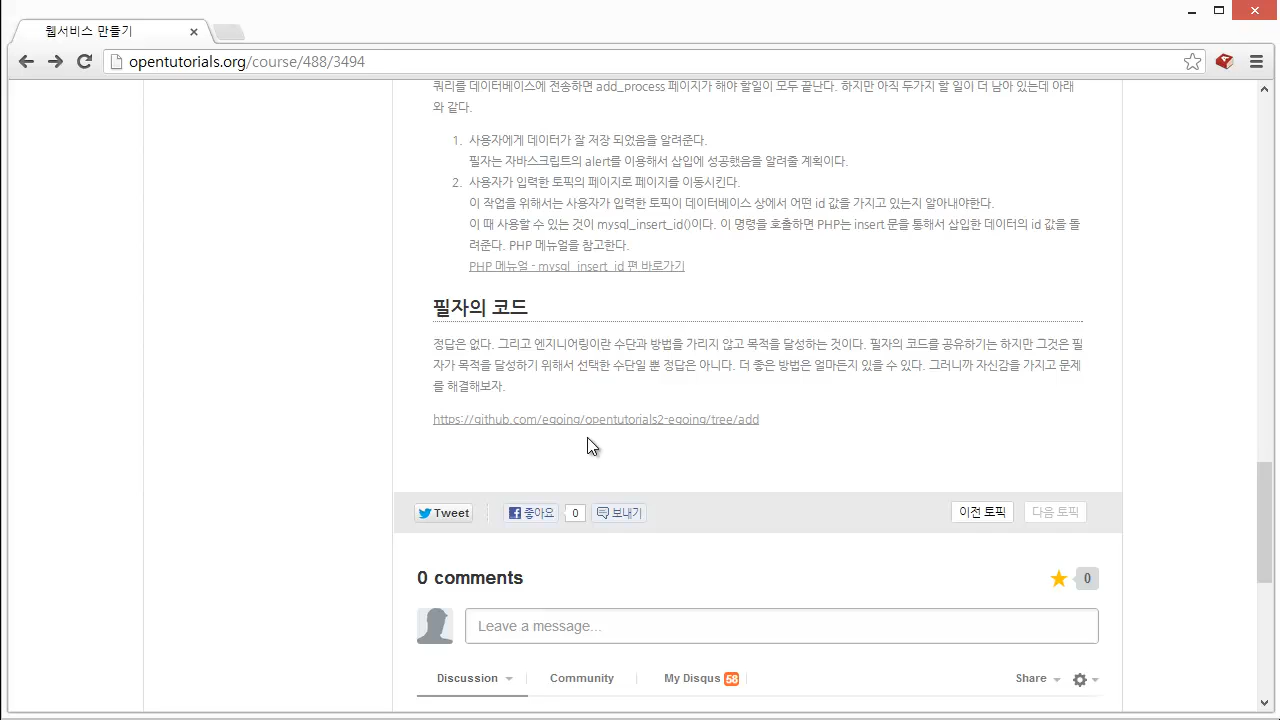 웹서비스 만들기
opentutorials.org/course/488/3494
쿼리를 데이터베이스에 전송하면 add_process 페이지가 해야 할일이 모두 끝난다. 하지만 아직 두가지 할 일이 더 남아 있는데 아래
와 같다.
1. 사용자에게 데이터가 잘 저장 되었음을 알려준다.
필자는 자바스크립트의 alert를 이용해서 삽입에 성공했음을 알려줄 계획이다.
2. 사용자가 입력한 토픽의 페이지로 페이지를 이동시킨다.
이 작업을 위해서는 사용자가 입력한 토픽이 데이터베이스 상에서 어떤 id 값을 가지고 있는지 알아내야한다.
이 때 사용할 수 있는 것이 mysql_insert_id()이다. 이 명령을 호출하면 PHP는 insert 문을 통해서 삽입한 데이터의 id 값을 돌
려준다. PHP 메뉴얼을 참고한다.
PHP 메뉴얼 - mysql_insert_id 편 바로가기
필자의 코드
정답은 없다. 그리고 엔지니어링이란 수단과 방법을 가리지 않고 목적을 달성하는 것이다. 필자의 코드를 공유하기는 하지만 그것은 필
자가 목적을 달성하기 위해서 선택한 수단일 뿐 정답은 아니다. 더 좋은 방법은 얼마든지 있을 수 있다. 그러니까 자신감을 가지고 문제
를 해결해보자.
https://github.com/egoing/opentutorials2-egoing/tree/add
Tweet 좋아요 0 보내기 이전 토픽 다음 토픽
0 comments 0
Leave a message...
Discussion Community My Disqus 58 Share